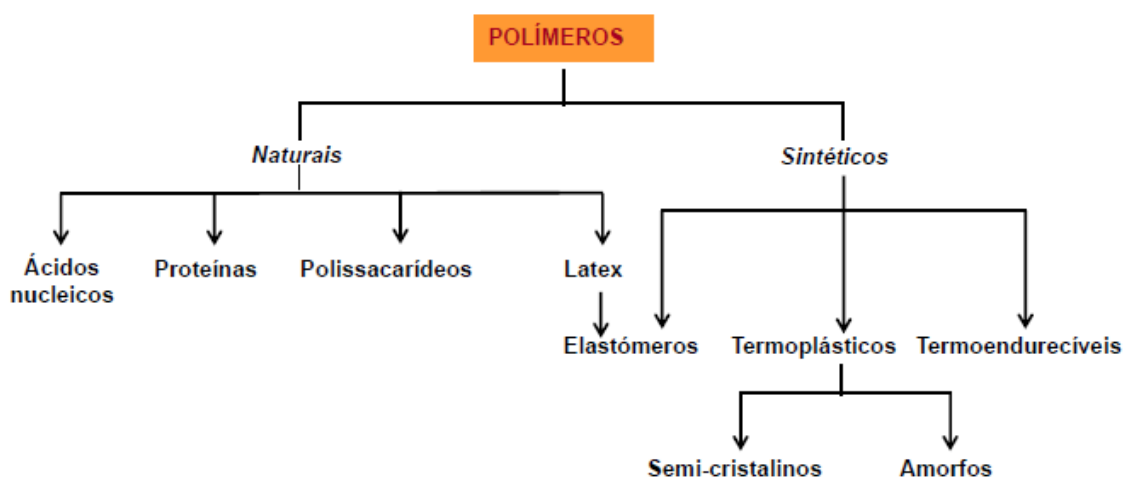 POLÍMEROS
Naturais
Sintéticos
Ácidos
nucleicos
Proteínas
Polissacarídeos
Latex
Elastómeros
Termoplásticos
Termoendurecíveis
Semi-cristalinos
Amorfos